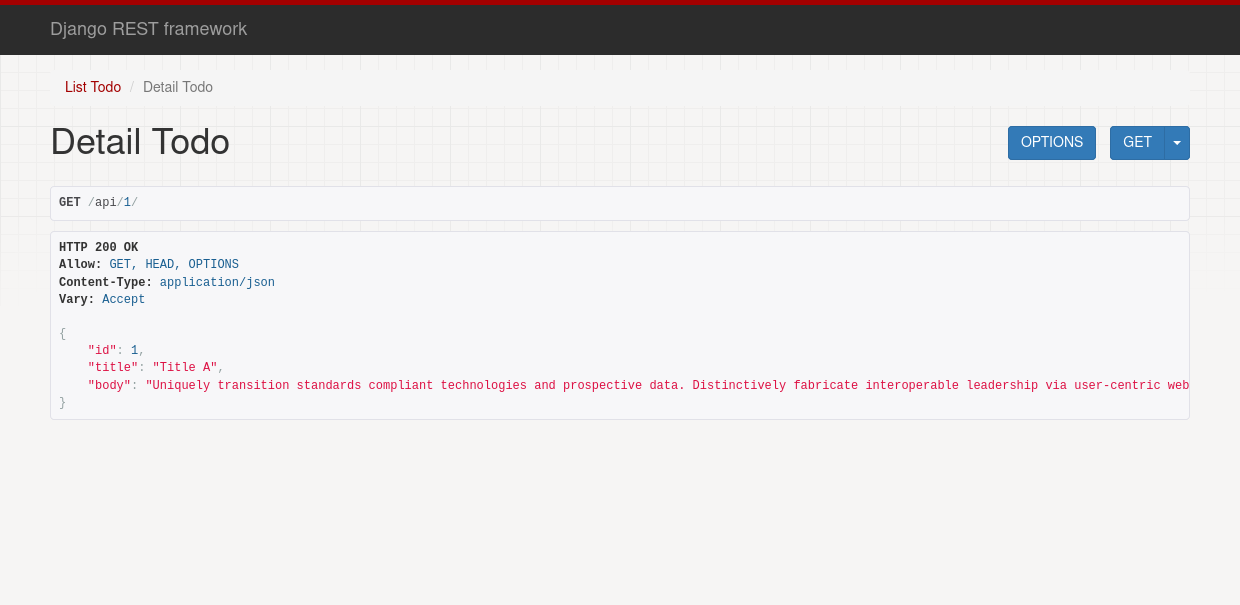 Django REST framework
List Todo / Detail Todo
Detail Todo
OPTIONS
GET
GET /api/1/
HTTP 200 OK
Allow: GET, HEAD, OPTIONS
Content-Type: application/json
Vary: Accept
{
    "id": 1,
    "title": "Title A",
    "body": "Uniquely transition standards compliant technologies and prospective data. Distinctively fabricate interoperable leadership via user-centric web
}